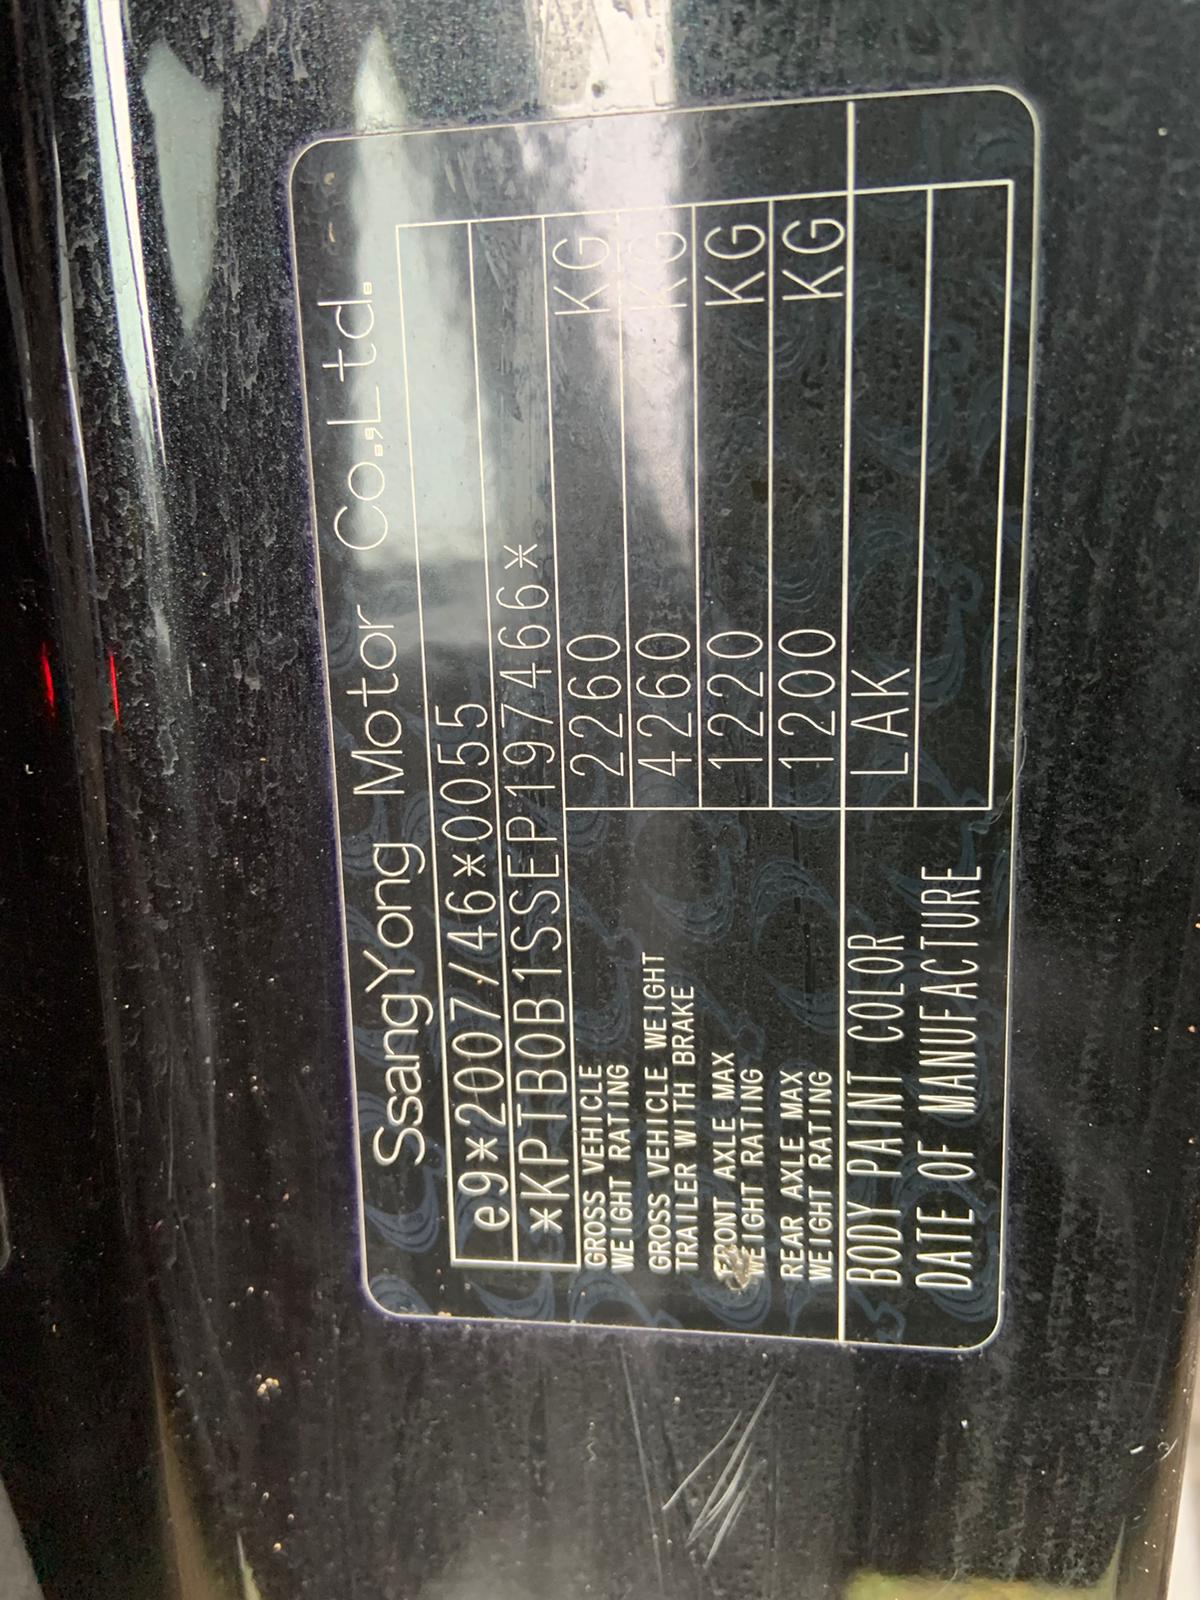 SsangYong Motor Co.,Ltd.
e9*2007/46*0055
*KPTB0B1SSEP197466*
GROSS VEHICLE
WEIGHT RATING 2260 KG
GROSS VEHICLE WEIGHT
TRAILER WITH BRAKE 4260 KG
FRONT AXLE MAX
WEIGHT RATING 1220 KG
REAR AXLE MAX
WEIGHT RATING 1200 KG
BODY PAINT COLOR LAK
DATE OF MANUFACTURE